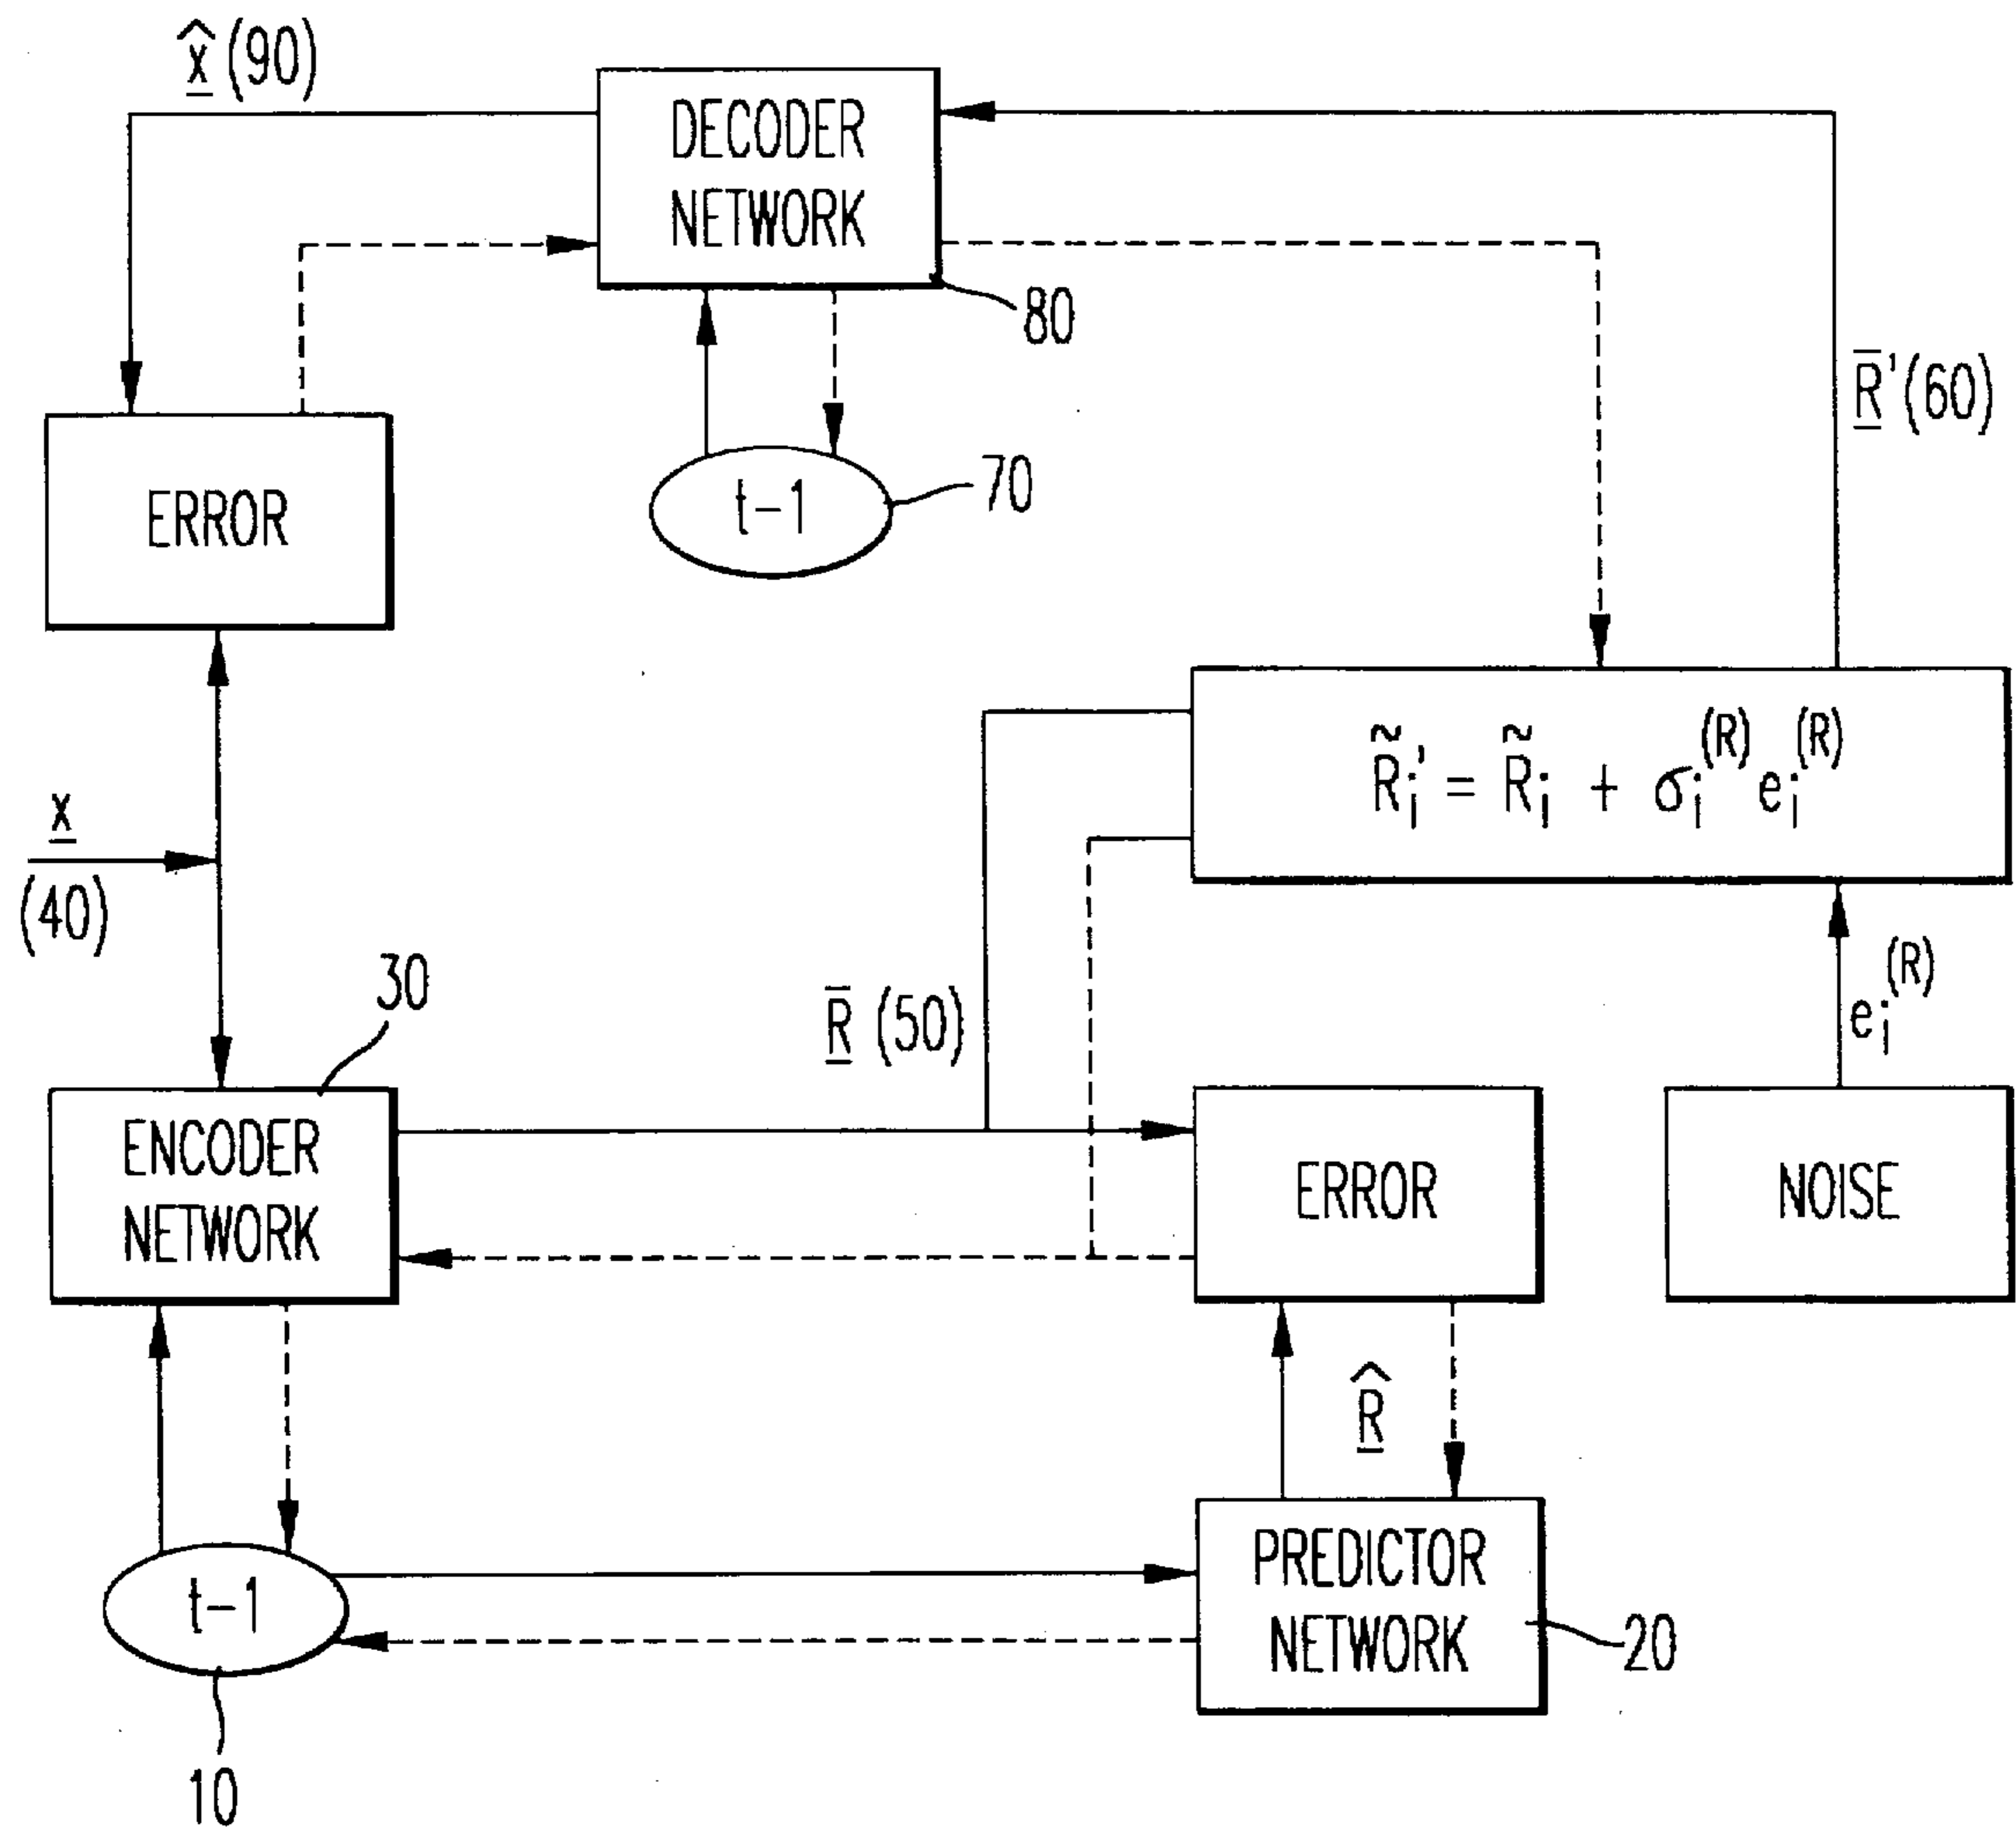 x̲̂ (90)
DECODER
NETWORK
80
R̲̅'(60)
ERROR
t-1
70
R̃ᵢ' = R̃ᵢ + σᵢ⁽ᴿ⁾ eᵢ⁽ᴿ⁾
x̲
(40)
30
R̲̅ (50)
eᵢ⁽ᴿ⁾
ENCODER
NETWORK
ERROR
NOISE
R̲̂
t-1
PREDICTOR
NETWORK
20
10